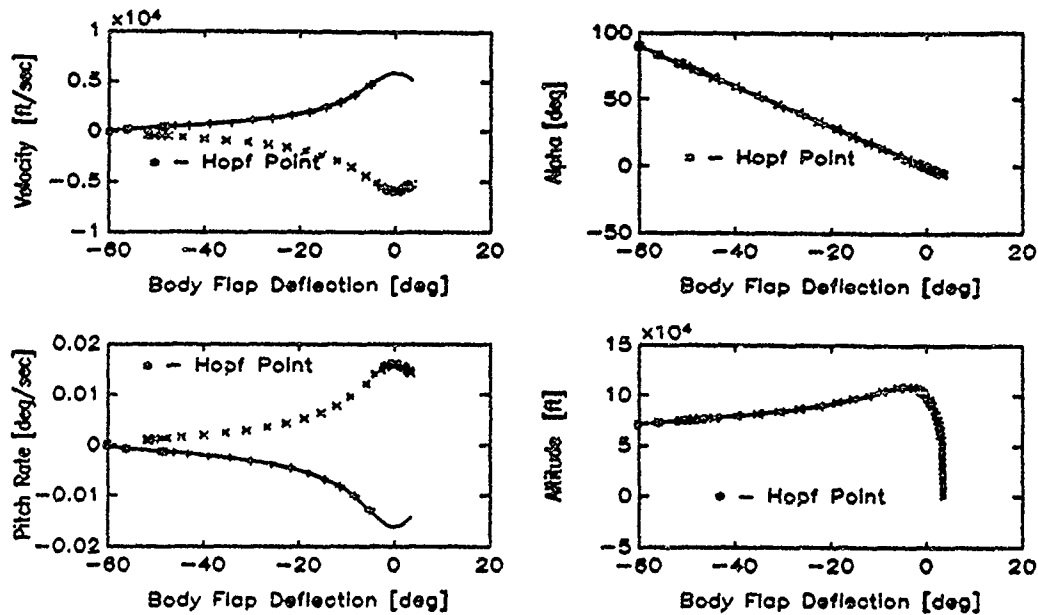 ×10⁴
1
0.5
0
-0.5
-1
Velocity [ft/sec]
o - Hopf Point
-60 -40 -20 0 20
Body Flap Deflection [deg]
100
50
0
-50
Alpha [deg]
o - Hopf Point
-60 -40 -20 0 20
Body Flap Deflection [deg]
0.02
0.01
0
-0.01
-0.02
Pitch Rate [deg/sec]
o - Hopf Point
-60 -40 -20 0 20
Body Flap Deflection [deg]
×10⁴
15
10
5
0
-5
Altitude [ft]
o - Hopf Point
-60 -40 -20 0 20
Body Flap Deflection [deg]